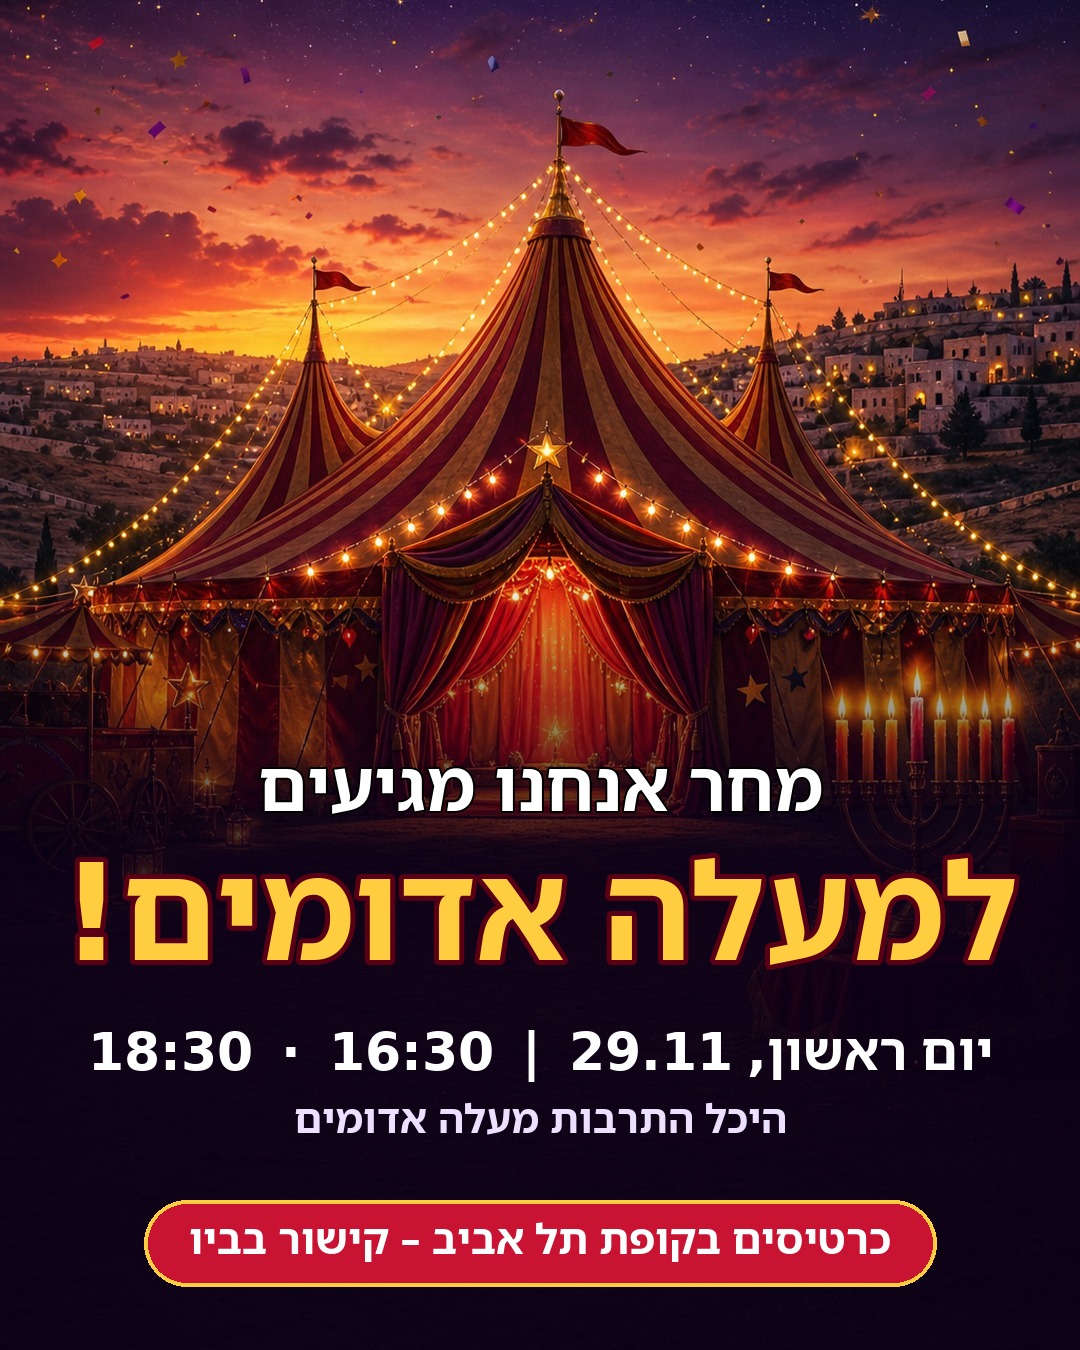 מחר אנחנו מגיעים
למעלה אדומים!
יום ראשון, 29.11 | 16:30 · 18:30
היכל התרבות מעלה אדומים
כרטיסים בקופת תל אביב – קישור בביו